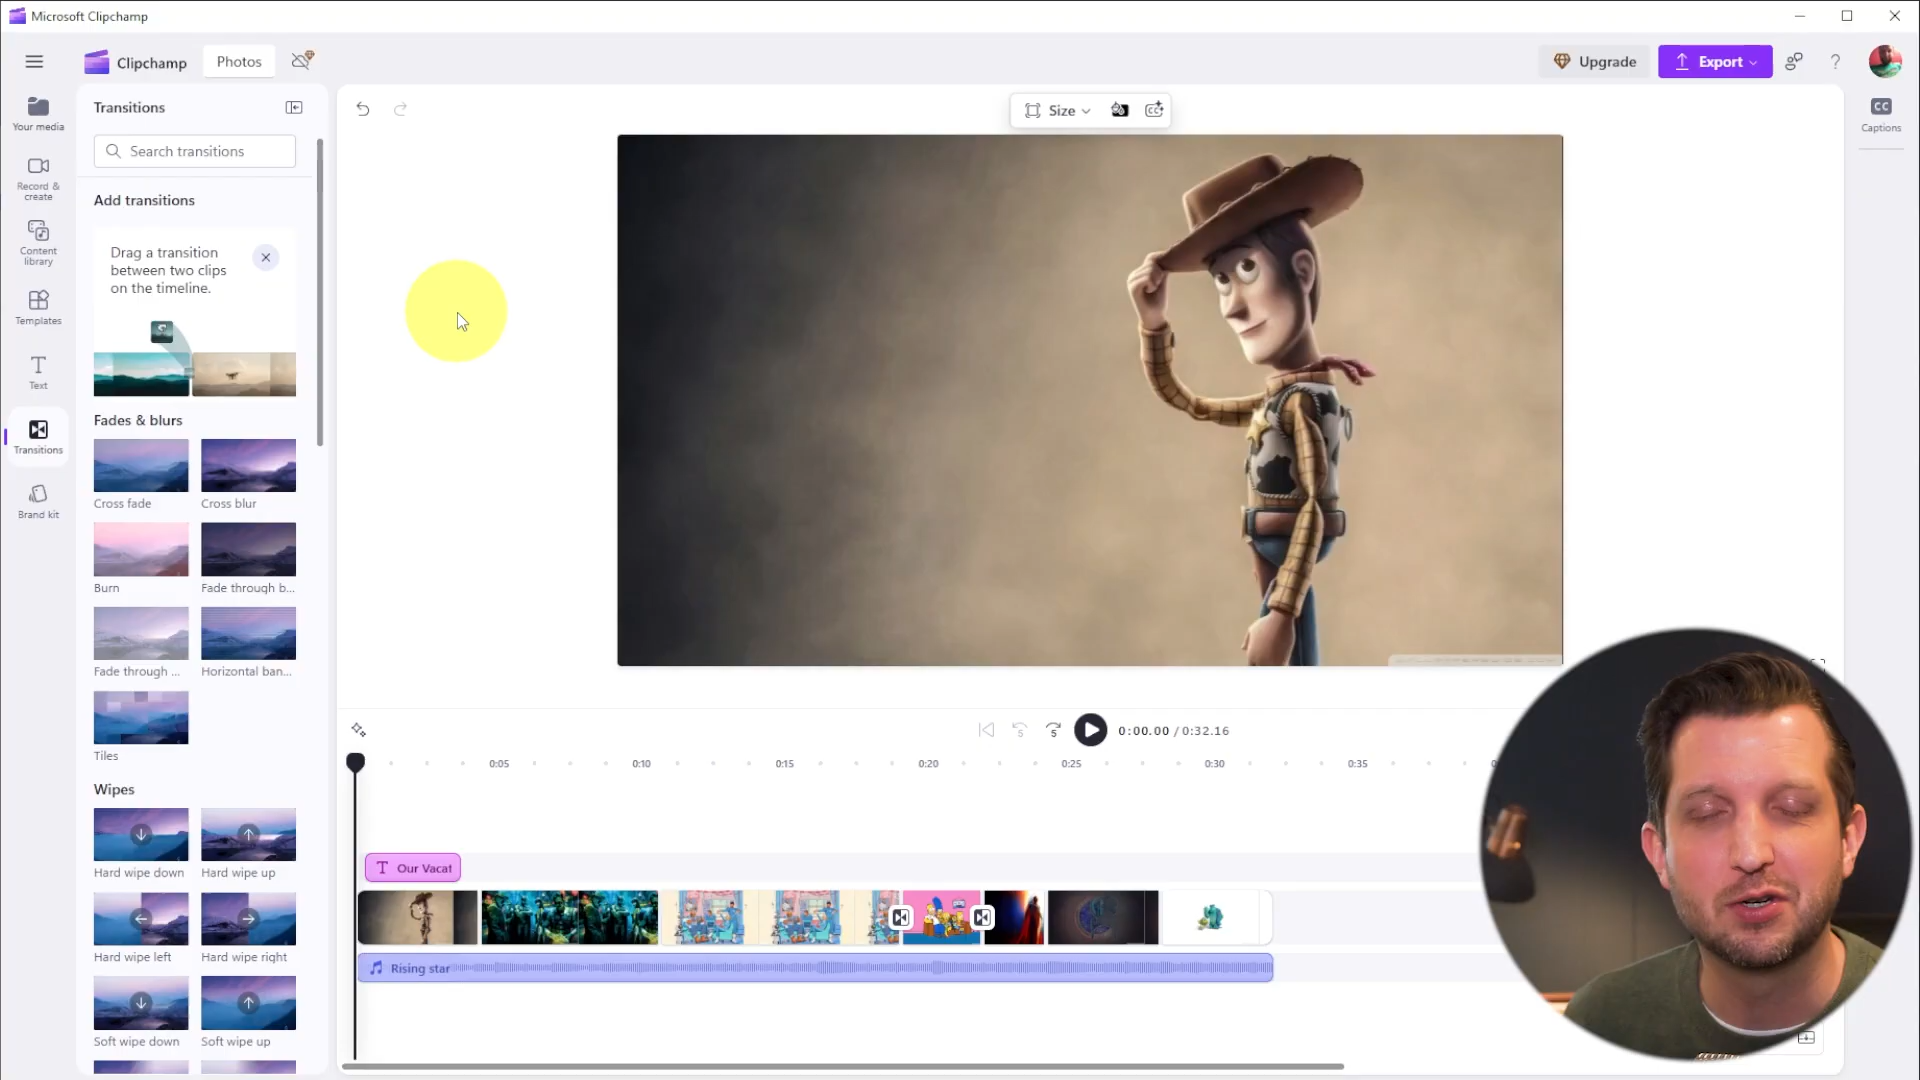 Microsoft Clipchamp
Clipchamp
Photos
Upgrade
Export
?
Your media
Record &
create
Content
library
Templates
Text
Transitions
Brand kit
Transitions
Search transitions
Add transitions
Drag a transition
between two clips
on the timeline.
Fades & blurs
Cross fade
Cross blur
Burn
Fade through b...
Fade through ...
Horizontal ban...
Tiles
Wipes
Hard wipe down
Hard wipe up
Hard wipe left
Hard wipe right
Soft wipe down
Soft wipe up
Size
CC
Captions
5
5
0:00.00 / 0:32.16
0:05
0:10
0:15
0:20
0:25
0:30
0:35
T Our Vacat
Rising star